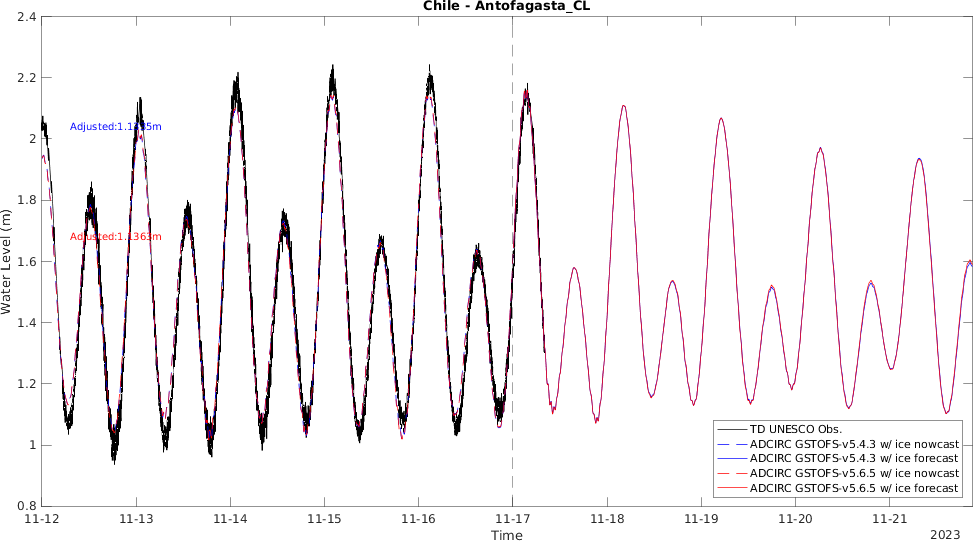 Chile - Antofagasta_CL
2.4
2.2
2
1.8
1.6
1.4
1.2
1
0.8
Water Level (m)
Adjusted:1.1363m
TD UNESCO Obs.
ADCIRC GSTOFS-v5.4.3 w/ ice nowcast
ADCIRC GSTOFS-v5.4.3 w/ ice forecast
ADCIRC GSTOFS-v5.6.5 w/ ice nowcast
ADCIRC GSTOFS-v5.6.5 w/ ice forecast
11-12 11-13 11-14 11-15 11-16 11-17 11-18 11-19 11-20 11-21
Time
2023